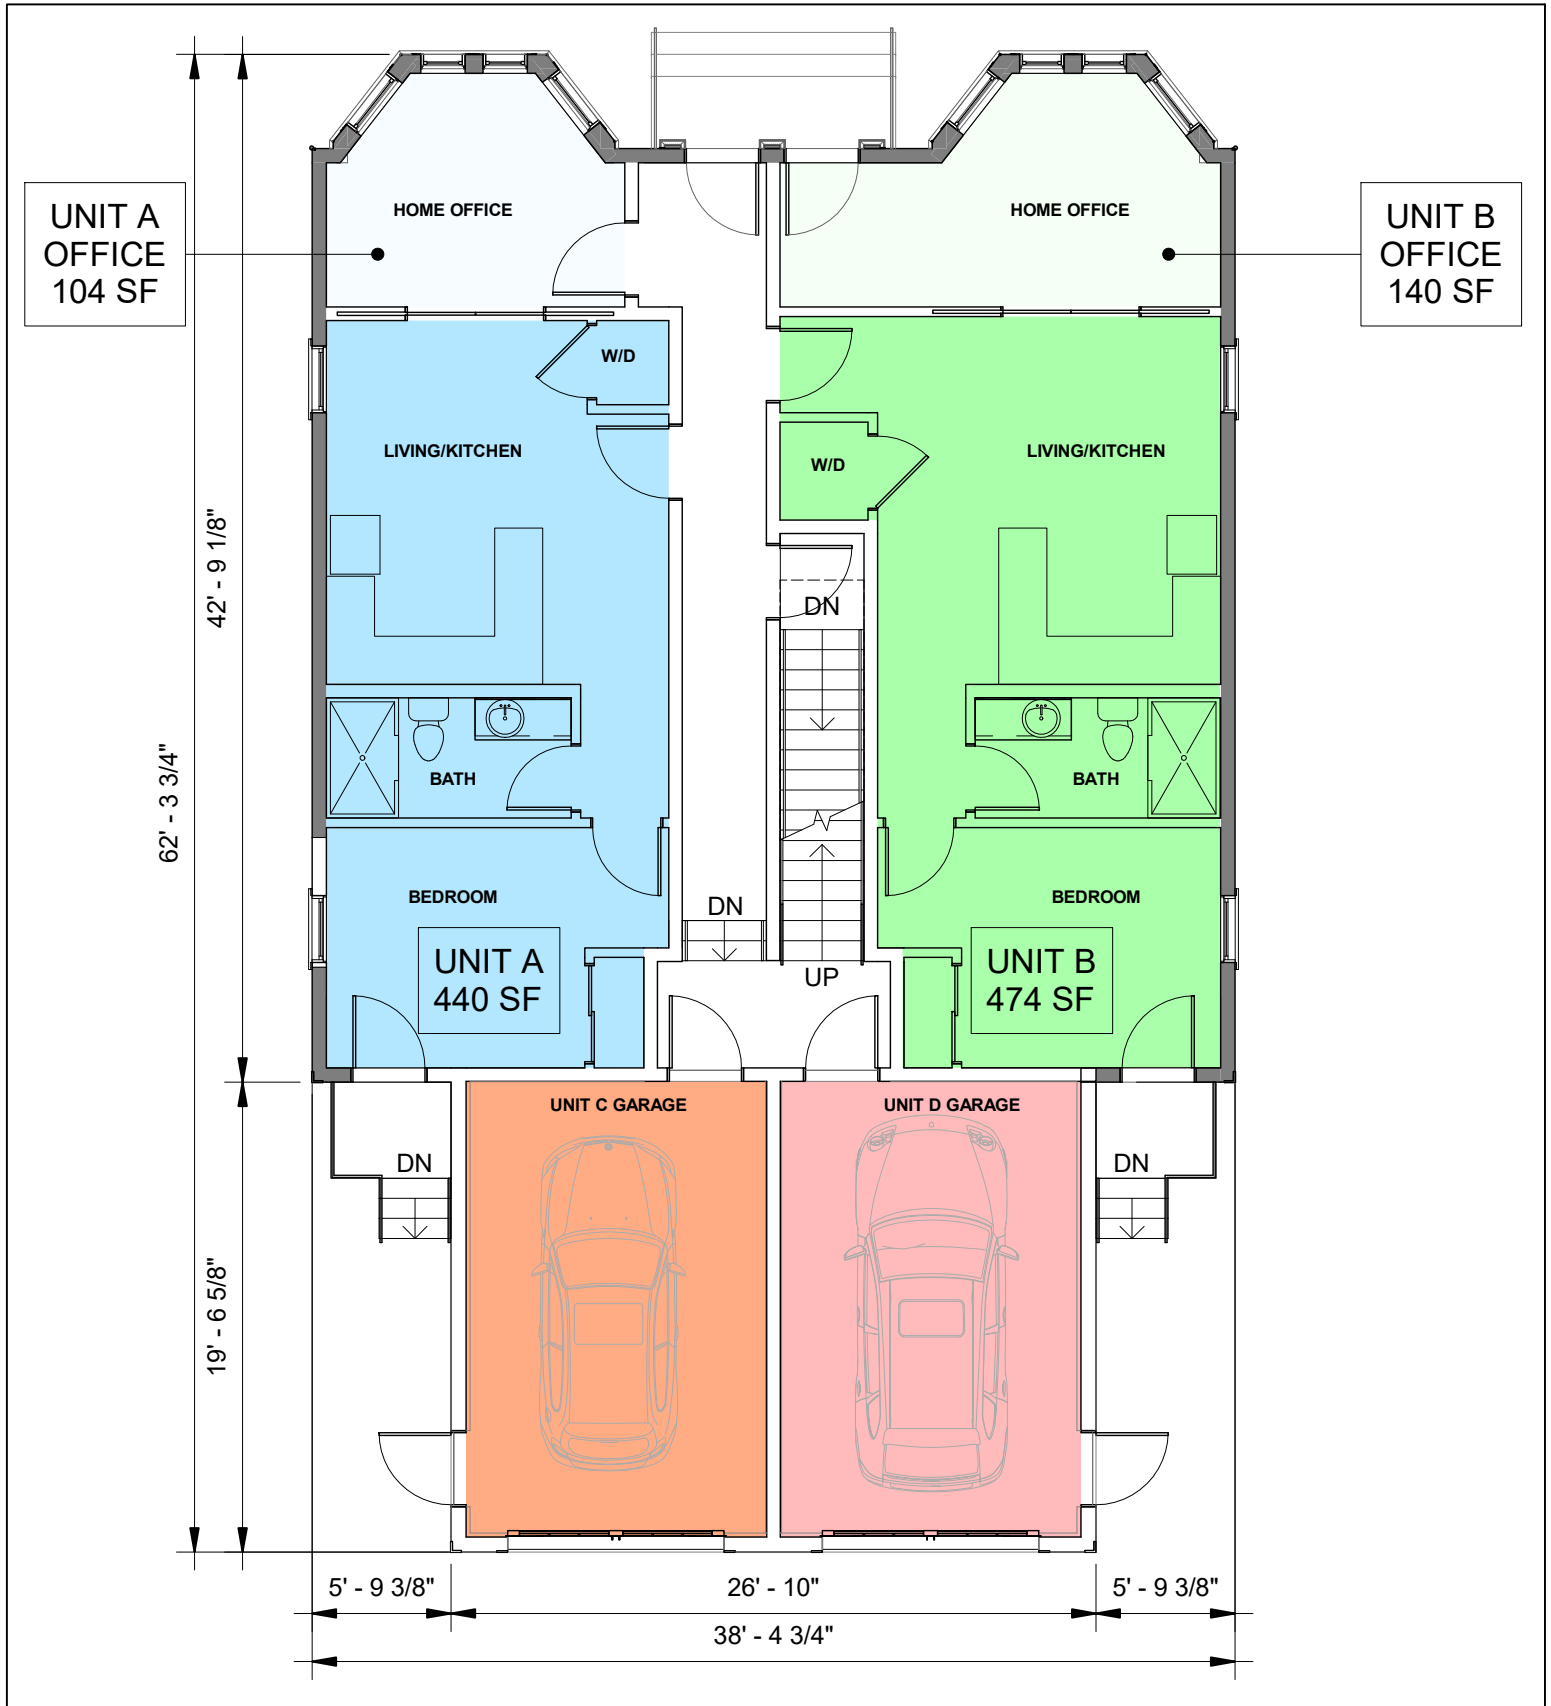 HOME OFFICE
HOME OFFICE
UNIT A
OFFICE
104 SF
UNIT B
OFFICE
140 SF
W/D
LIVING/KITCHEN
W/D
LIVING/KITCHEN
42' - 9 1/8"
DN
62' - 3 3/4"
BATH
BATH
BEDROOM
DN
BEDROOM
UNIT A
440 SF
UP
UNIT B
474 SF
UNIT C GARAGE
UNIT D GARAGE
DN
DN
19' - 6 5/8"
5' - 9 3/8"
26' - 10"
5' - 9 3/8"
38' - 4 3/4"